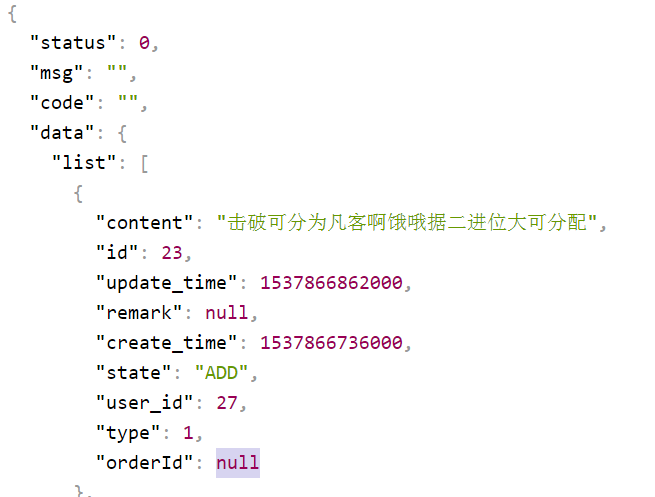 {
"status": 0,
"msg": "",
"code": "",
"data": {
"list": [
{
"content": "击破可分为凡客啊饿哦据二进位大可分配",
"id": 23,
"update_time": 1537866862000,
"remark": null,
"create_time": 1537866736000,
"state": "ADD",
"user_id": 27,
"type": 1,
"orderId": null
},